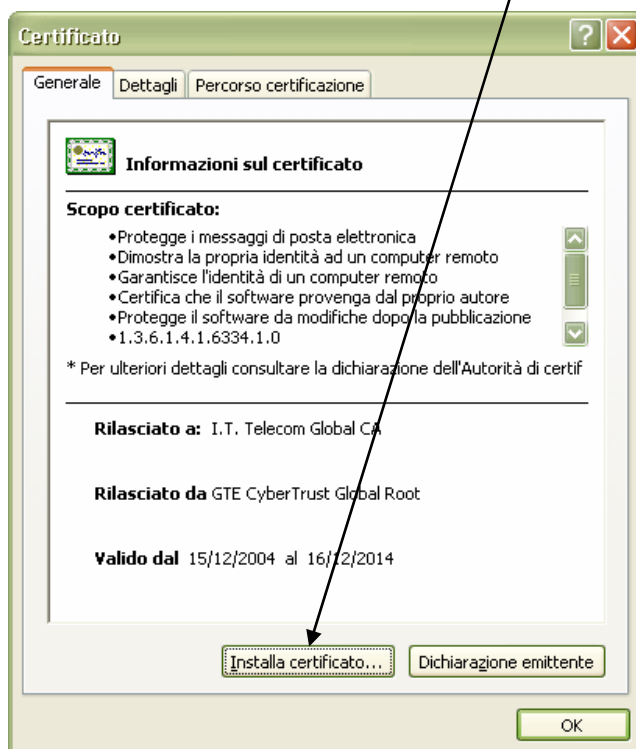 Certificato
Generale Dettagli Percorso certificazione
Informazioni sul certificato
Scopo certificato:
•Protegge i messaggi di posta elettronica
•Dimostra la propria identità ad un computer remoto
•Garantisce l'identità di un computer remoto
•Certifica che il software provenga dal proprio autore
•Protegge il software da modifiche dopo la pubblicazione
•1.3.6.1.4.1.6334.1.0
* Per ulteriori dettagli consultare la dichiarazione dell'Autorità di certif
Rilasciato a: I.T. Telecom Global CA
Rilasciato da GTE CyberTrust Global Root
Valido dal 15/12/2004 al 16/12/2014
Installa certificato... Dichiarazione emittente
OK